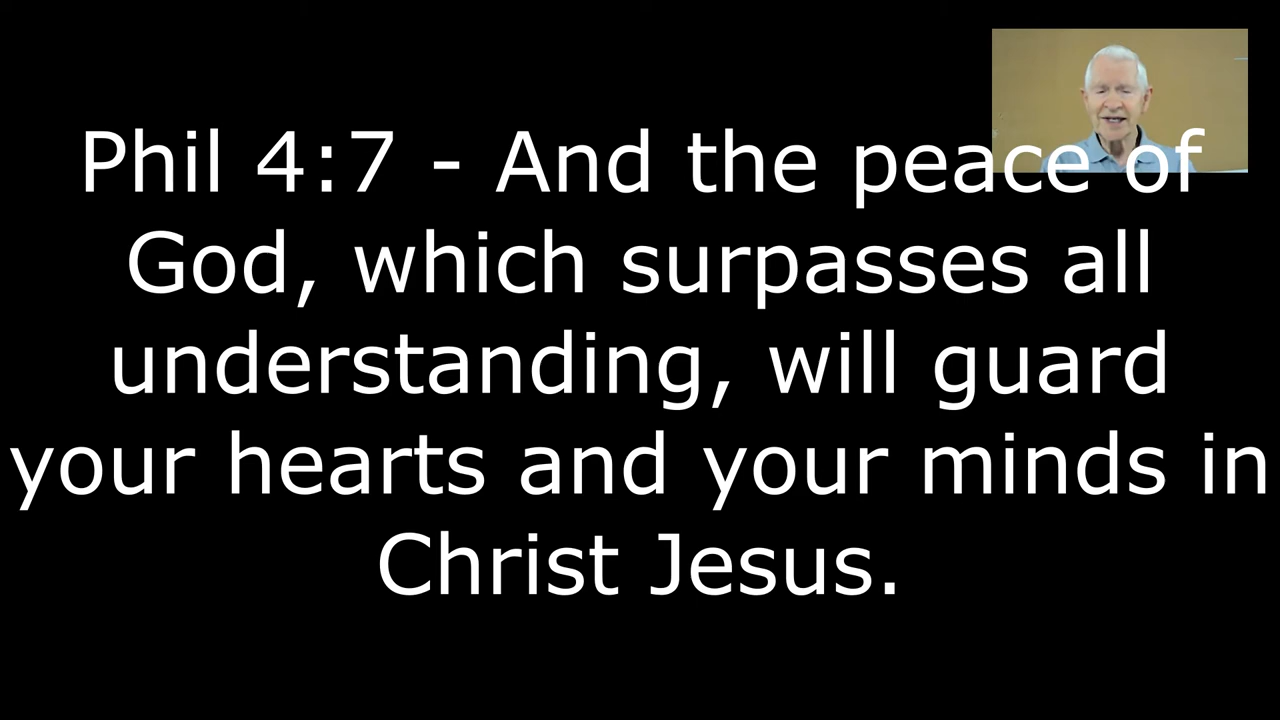 Phil 4:7 - And the peace of
God, which surpasses all
understanding, will guard
your hearts and your minds in
Christ Jesus.